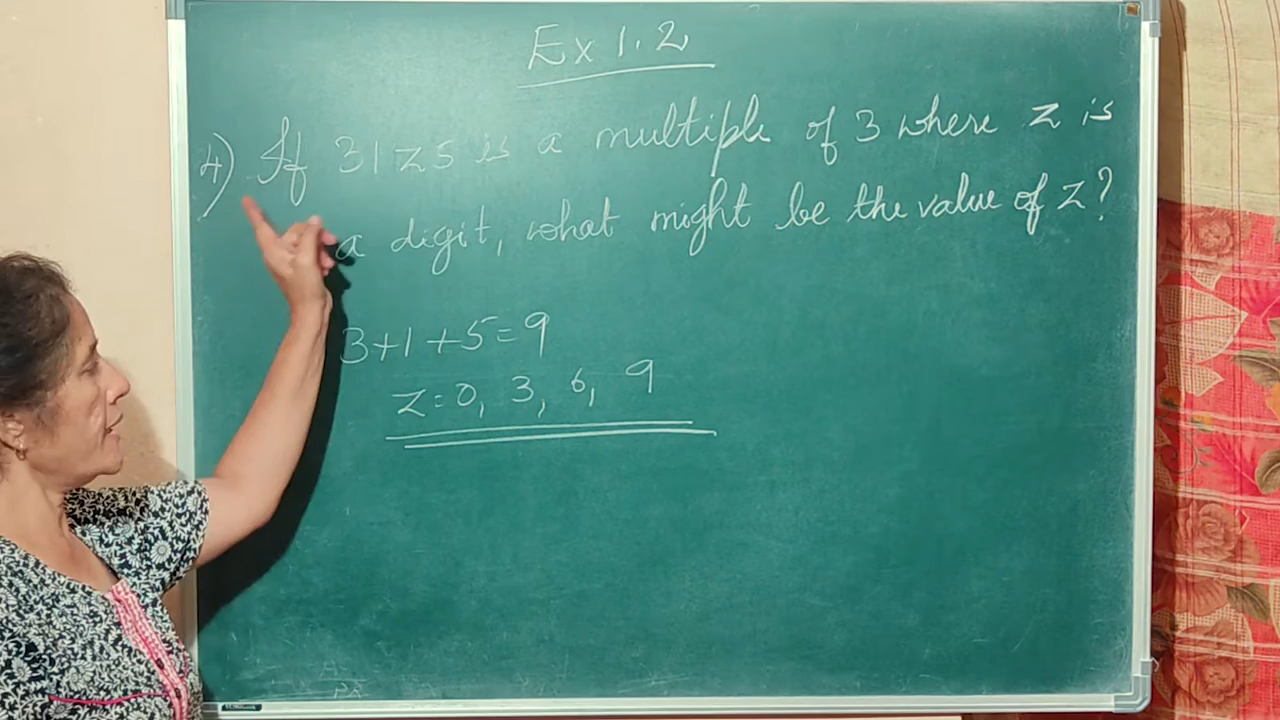 Ex 1.2
4) If 31z5 is a multiple of 3 where z is
a digit, what might be the value of z?
3+1+5=9
z=0, 3, 6, 9